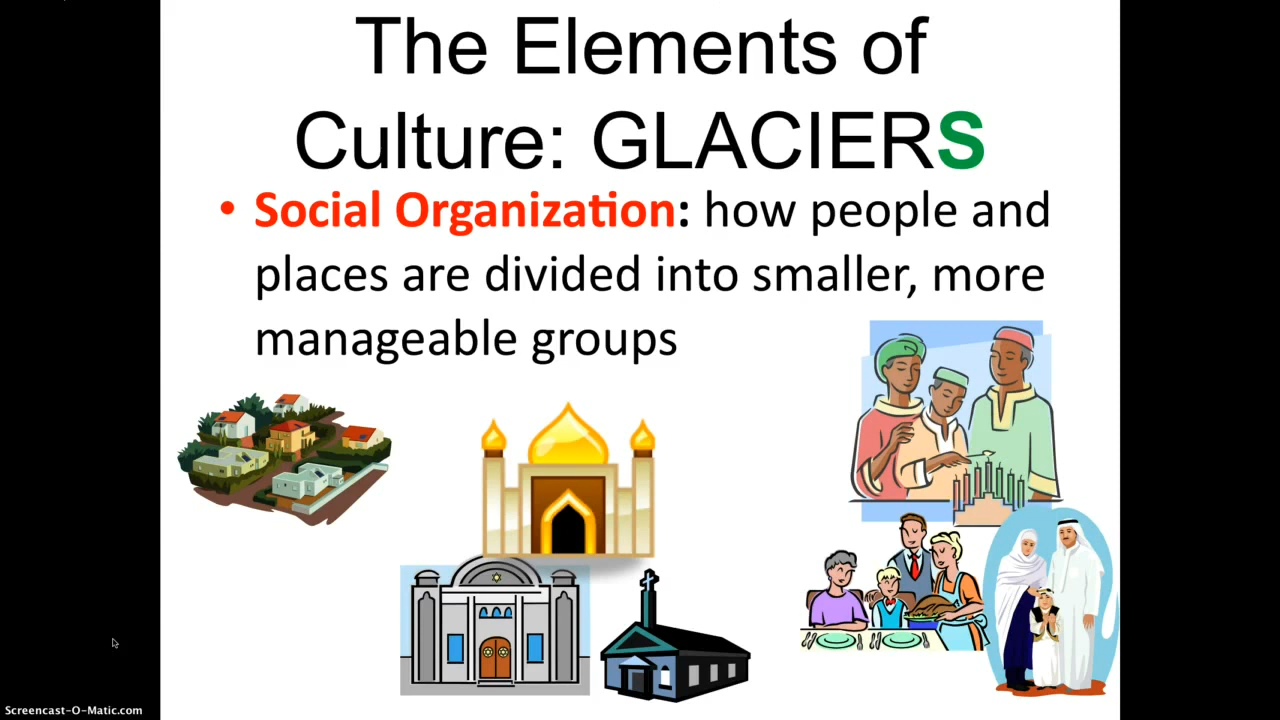 The Elements of
Culture: GLACIERS
• Social Organization: how people and
places are divided into smaller, more
manageable groups
Screencast-O-Matic.com